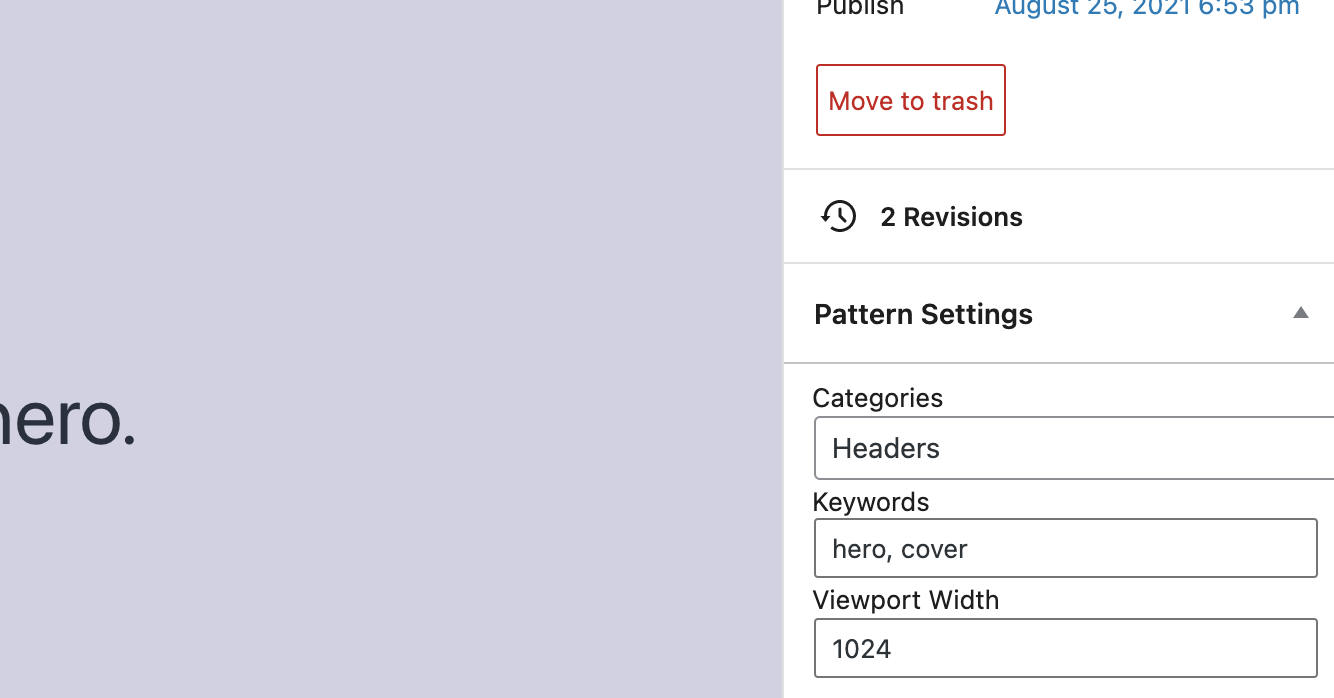 Publish August 25, 2021 6:53 pm
Move to trash
2 Revisions
Pattern Settings
Categories
Headers
hero.
Keywords
hero, cover
Viewport Width
1024